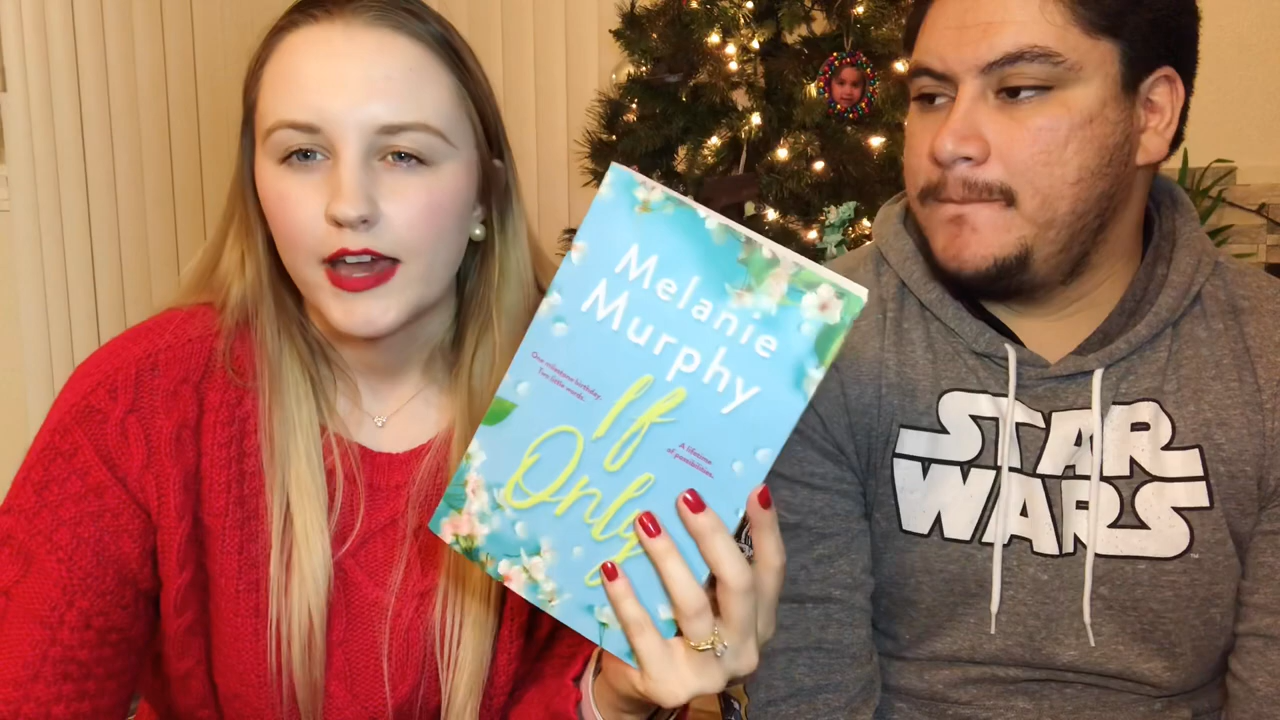 Melanie
Murphy
One milestone birthday.
Two little words.
If
Only
A lifetime
of possibilities.
STAR
WARS